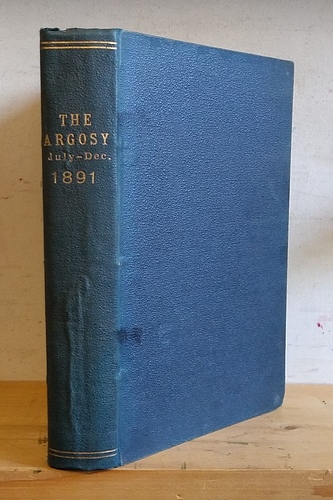 THE
ARGOSY
July-Dec.
1891